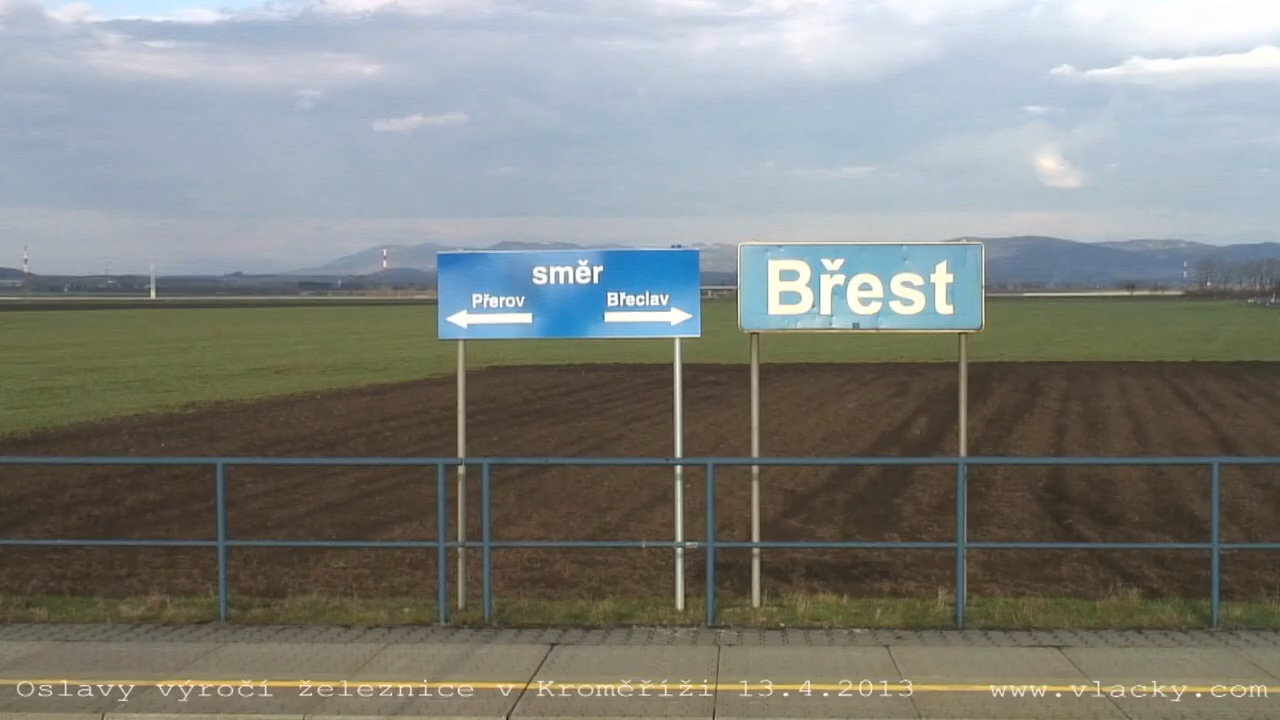 směr
Přerov Břeclav
Břest
Oslavy výročí železnice v Kroměříži 13.4.2013 www.vlacky.com